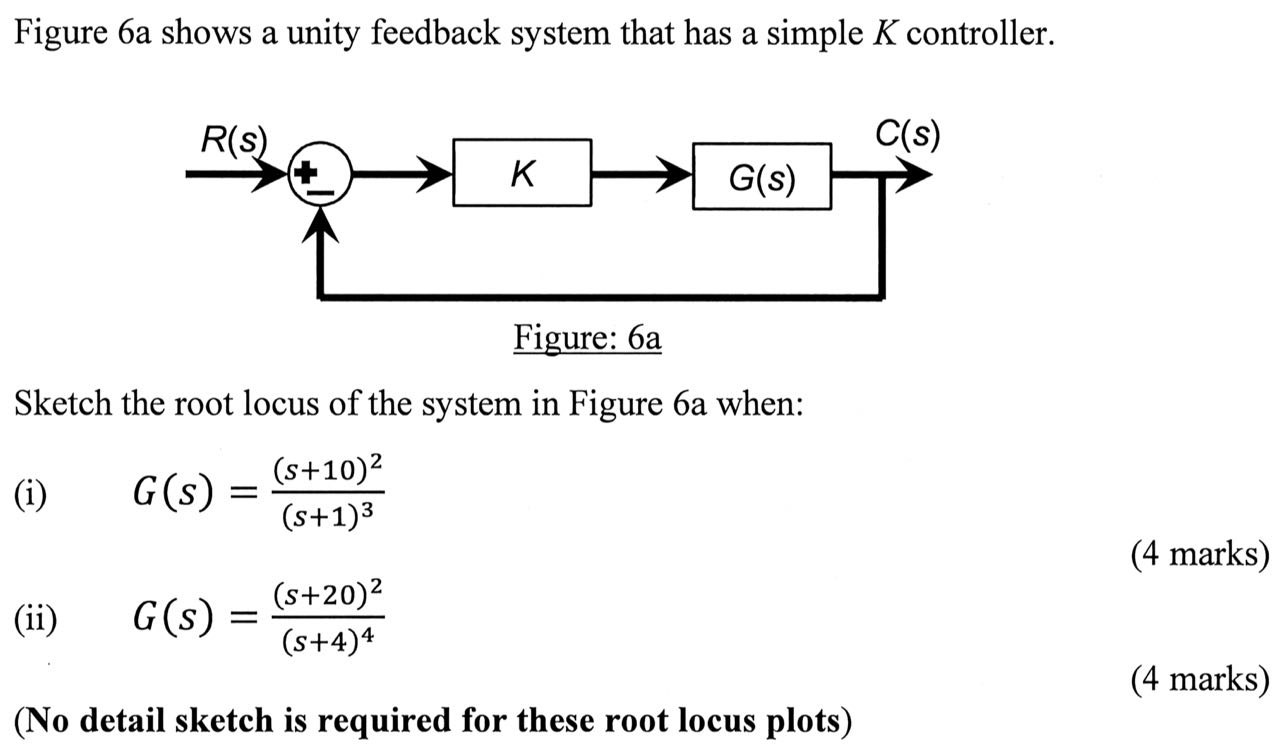 Figure 6a shows a unity feedback system that has a simple K controller.
R(s)
C(s)
+
−
K
G(s)
Figure: 6a
Sketch the root locus of the system in Figure 6a when:
(i) G(s) = (s+10)² / (s+1)³
(4 marks)
(ii) G(s) = (s+20)² / (s+4)⁴
(4 marks)
(No detail sketch is required for these root locus plots)